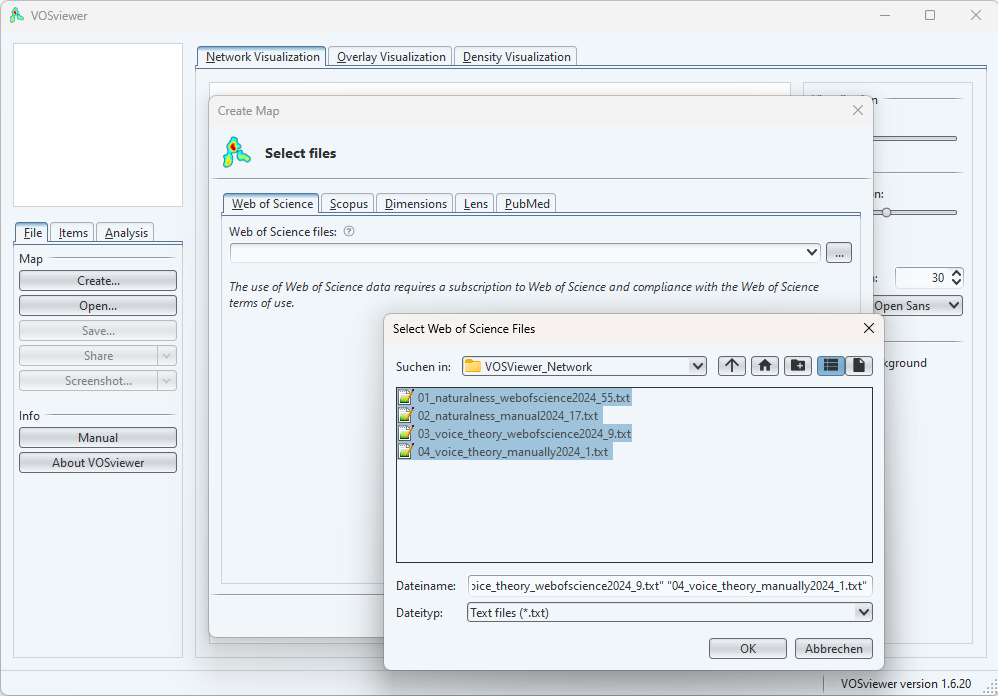 VOSviewer
Network Visualization
Overlay Visualization
Density Visualization
File
Items
Analysis
Map
Create...
Open...
Save...
Share
Screenshot...
Info
Manual
About VOSviewer
Create Map
Select files
Web of Science
Scopus
Dimensions
Lens
PubMed
Web of Science files:
?
...
The use of Web of Science data requires a subscription to Web of Science and compliance with the Web of Science
terms of use.
30
Open Sans
Select Web of Science Files
Suchen in:
VOSViewer_Network
01_naturalness_webofscience2024_55.txt
02_naturalness_manual2024_17.txt
03_voice_theory_webofscience2024_9.txt
04_voice_theory_manually2024_1.txt
Dateiname:
oice_theory_webofscience2024_9.txt" "04_voice_theory_manually2024_1.txt"
Dateityp:
Text files (*.txt)
OK
Abbrechen
VOSviewer version 1.6.20